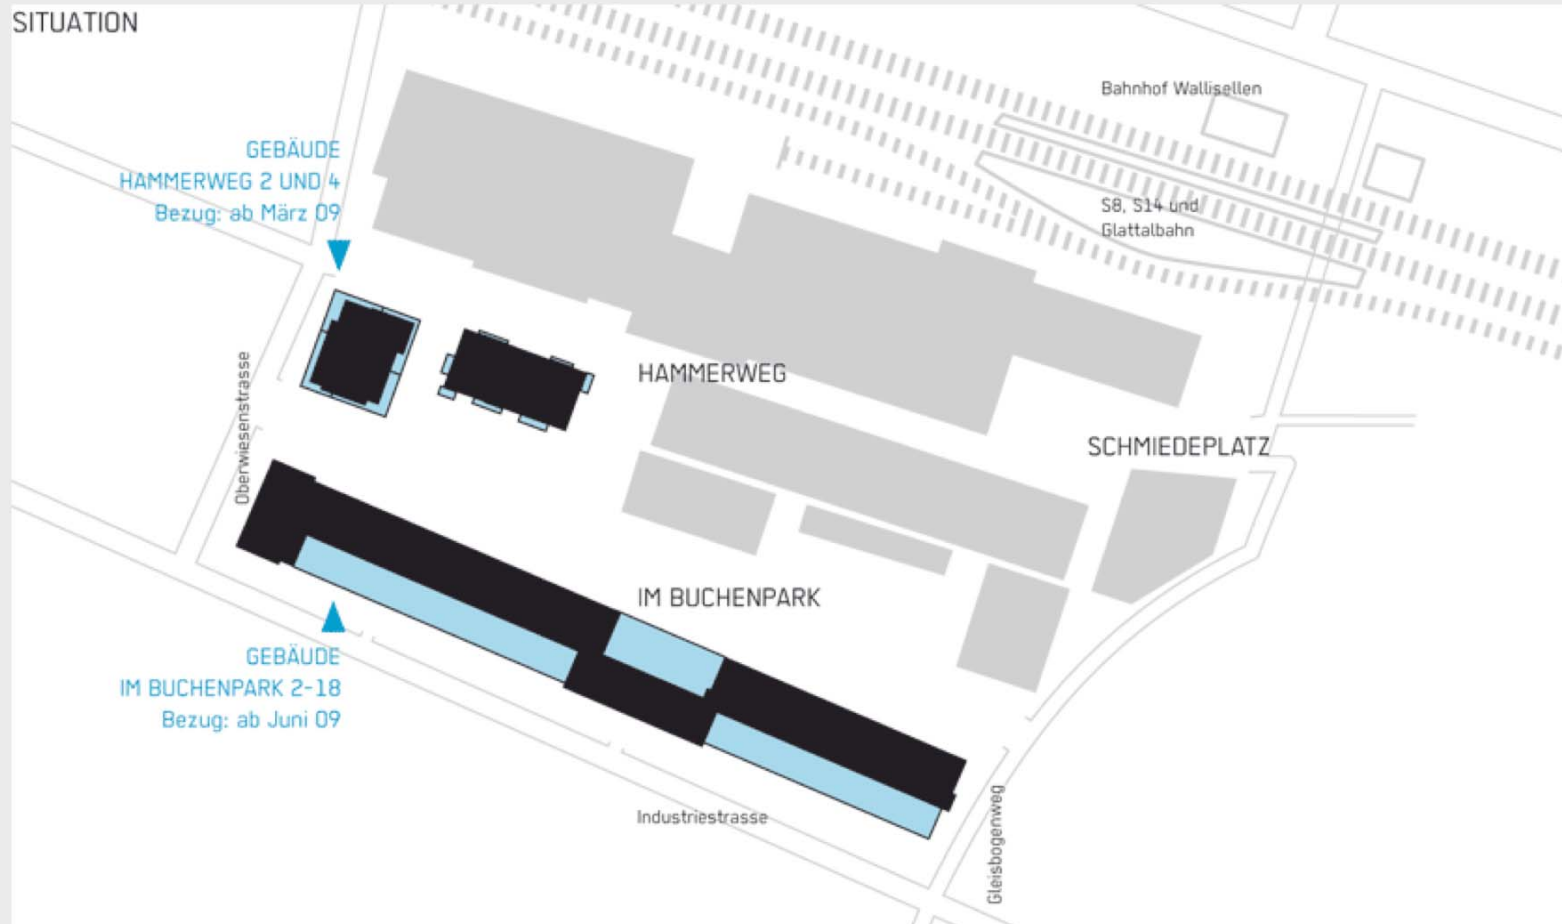 SITUATION
Bahnhof Wallisellen
GEBÄUDE
HAMMERWEG 2 UND 4
Bezug: ab März 09
S8, S14 und
Glattalbahn
Oberwiesenstrasse
HAMMERWEG
SCHMIEDEPLATZ
IM BUCHENPARK
GEBÄUDE
IM BUCHENPARK 2-18
Bezug: ab Juni 09
Industriestrasse
Gleisbogenweg